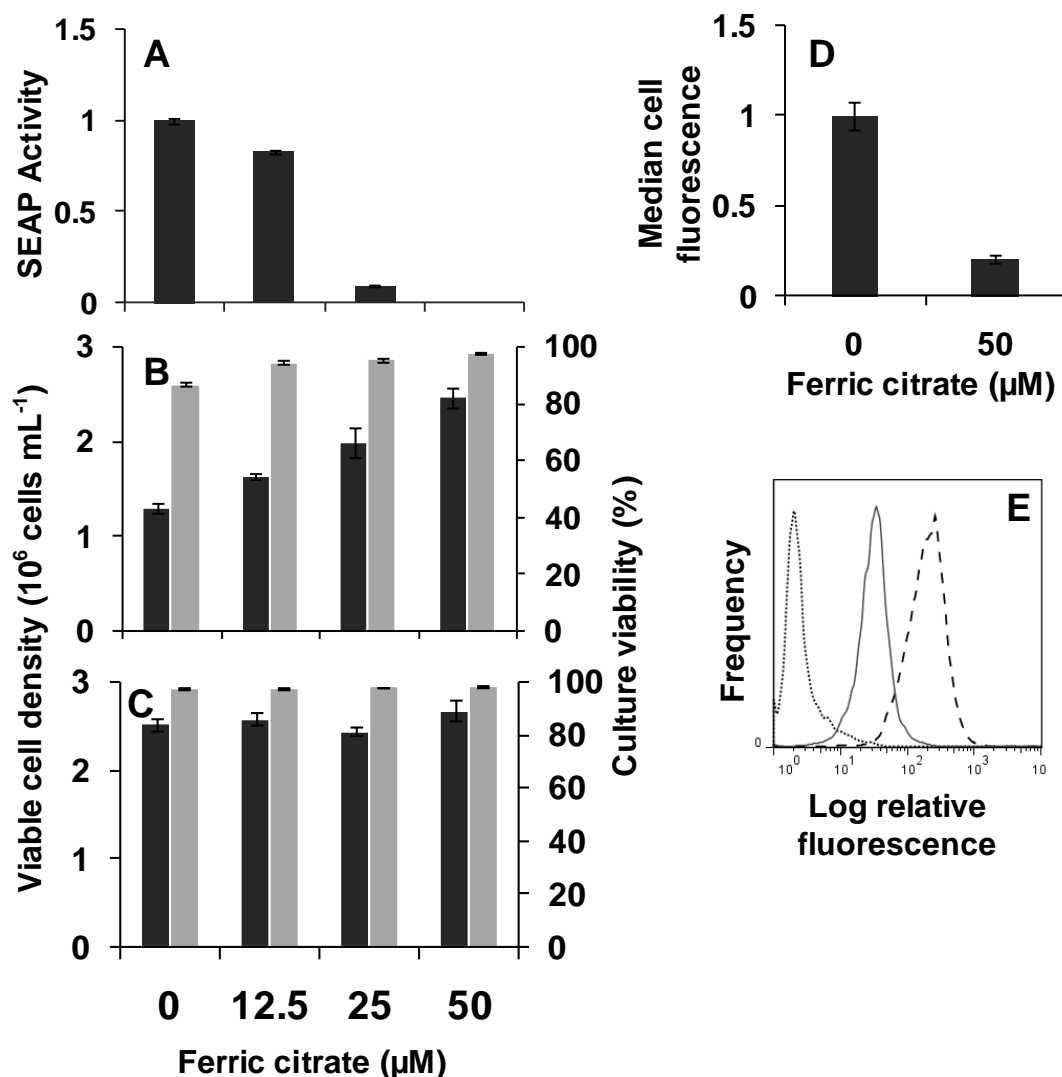 A
SEAP Activity
1.5
1
0.5
0
B
3
2
1
0
100
80
60
40
20
0
C
3
2
1
0
100
80
60
40
20
0
Viable cell density (10⁶ cells mL⁻¹)
Culture viability (%)
0 12.5 25 50
Ferric citrate (µM)
D
Median cell
fluorescence
1.5
1
0.5
0
0 50
Ferric citrate (µM)
E
Frequency
0
10⁰ 10¹ 10² 10³ 10
Log relative
fluorescence